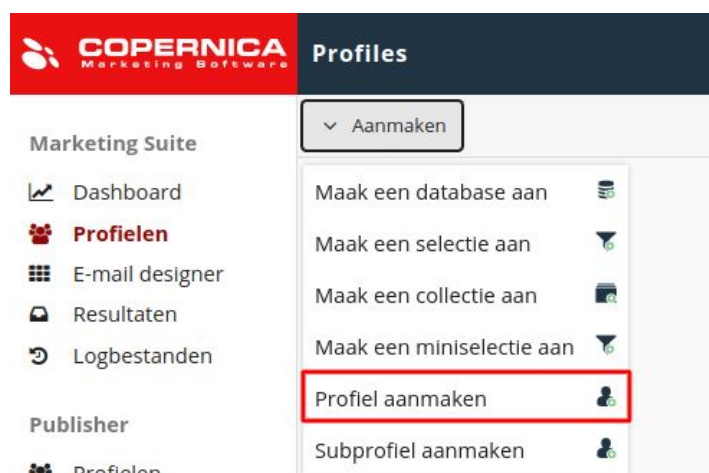 COPERNICA
Marketing Software
Profiles
Aanmaken
Marketing Suite
Dashboard
Profielen
E-mail designer
Resultaten
Logbestanden
Publisher
Profielen
Maak een database aan
Maak een selectie aan
Maak een collectie aan
Maak een miniselectie aan
Profiel aanmaken
Subprofiel aanmaken